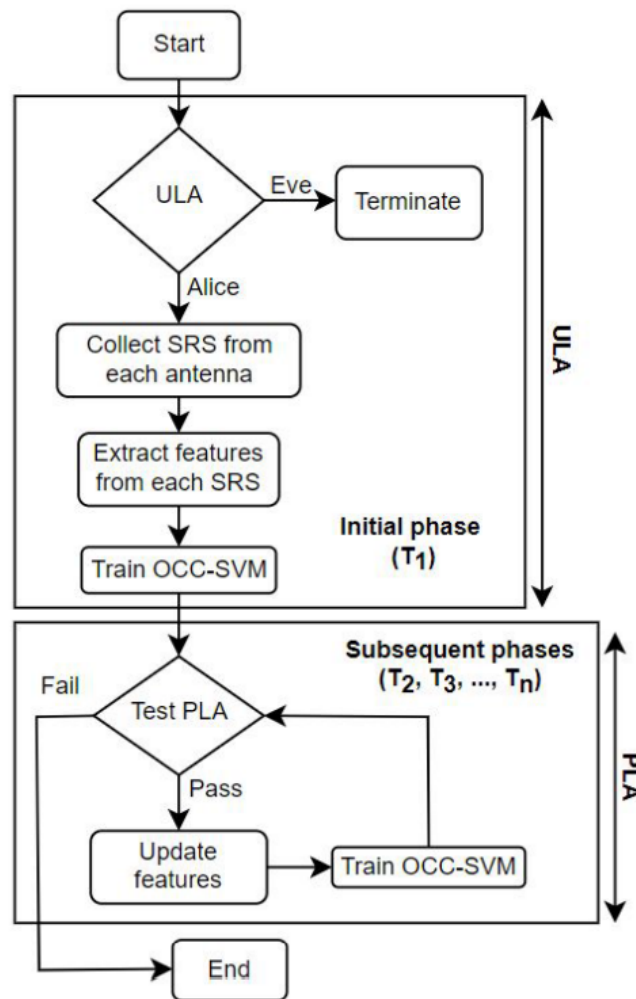 Start
ULA
Eve
Terminate
Alice
Collect SRS from
each antenna
Extract features
from each SRS
Initial phase
(T1)
Train OCC-SVM
ULA
Subsequent phases
(T2, T3, ..., Tn)
Fail
Test PLA
Pass
Update
features
Train OCC-SVM
PLA
End